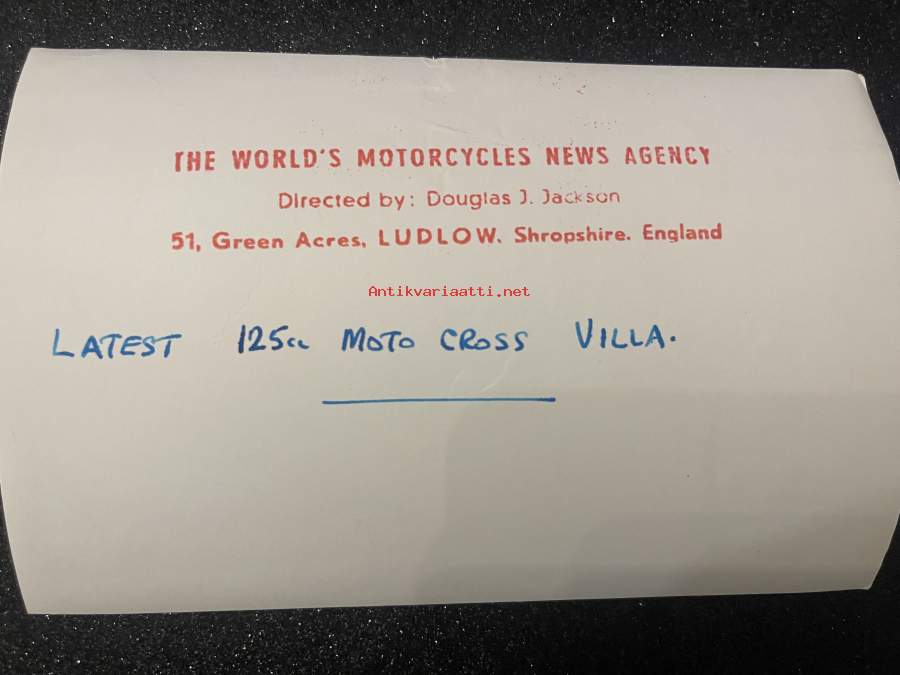 THE WORLD'S MOTORCYCLES NEWS AGENCY
Directed by: Douglas J. Jackson
51, Green Acres, LUDLOW. Shropshire. England
Antikvariaatti.net
LATEST 125cc MOTO CROSS VILLA.